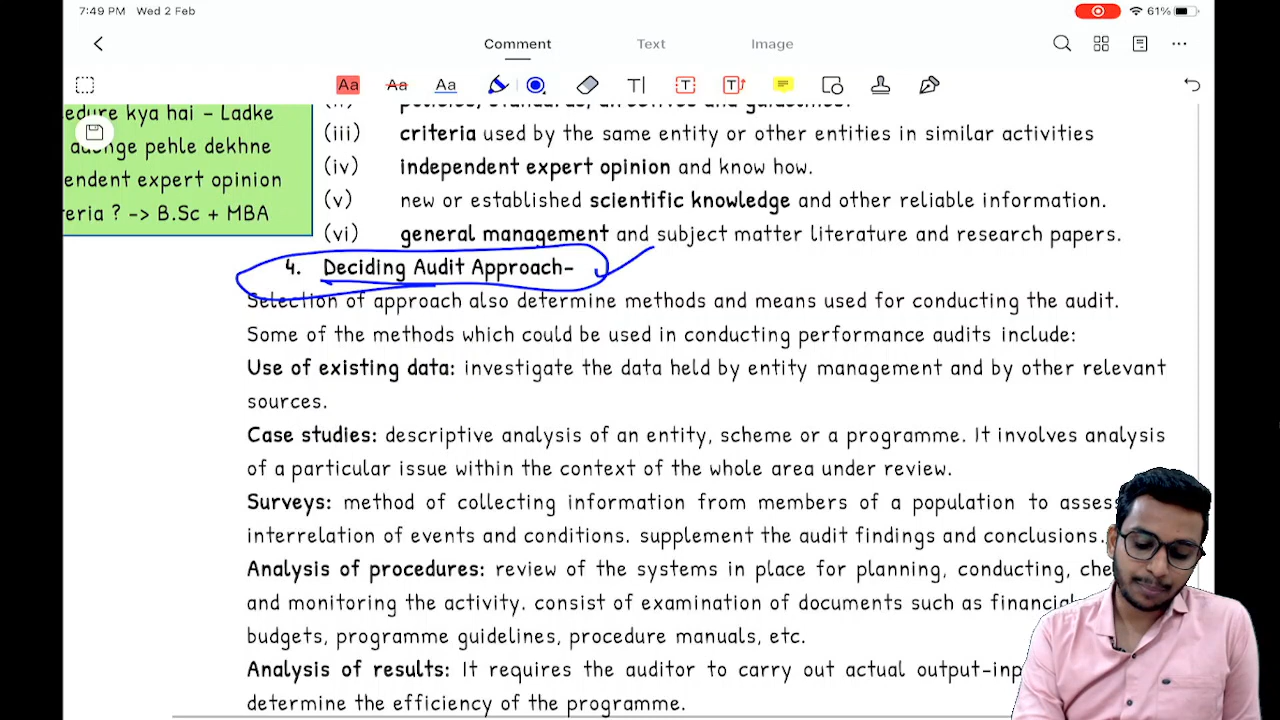 7:49 PM Wed 2 Feb
61%
Comment Text Image
Aa Aa Aa T T T
kya hai – Ladke
pehle dekhne
expert opinion
? -> B.Sc + MBA
(iii) criteria used by the same entity or other entities in similar activities
(iv) independent expert opinion and know how.
(v) new or established scientific knowledge and other reliable information.
(vi) general management and subject matter literature and research papers.
4. Deciding Audit Approach-
Selection of approach also determine methods and means used for conducting the audit.
Some of the methods which could be used in conducting performance audits include:
Use of existing data: investigate the data held by entity management and by other relevant
sources.
Case studies: descriptive analysis of an entity, scheme or a programme. It involves analysis
of a particular issue within the context of the whole area under review.
Surveys: method of collecting information from members of a population to assess
interrelation of events and conditions. supplement the audit findings and conclusions.
Analysis of procedures: review of the systems in place for planning, conducting,
and monitoring the activity. consist of examination of documents such as financial
budgets, programme guidelines, procedure manuals, etc.
Analysis of results: It requires the auditor to carry out actual
determine the efficiency of the programme.